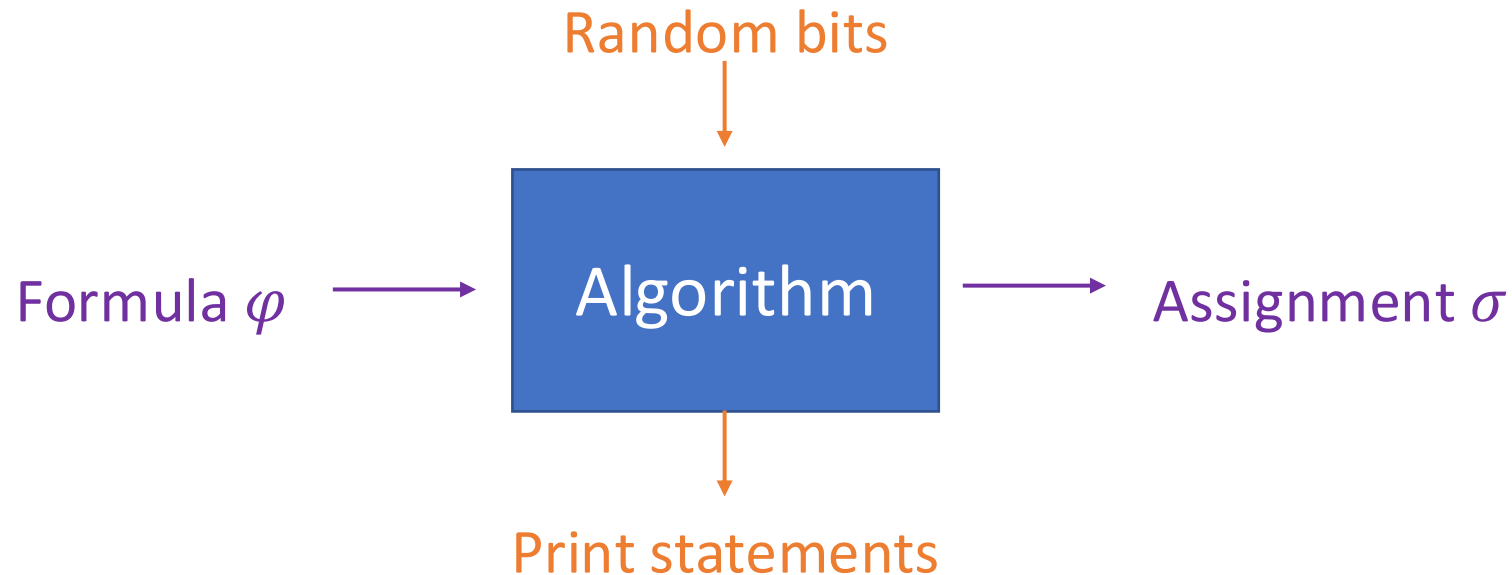 Random bits
Formula φ
Algorithm
Assignment σ
Print statements